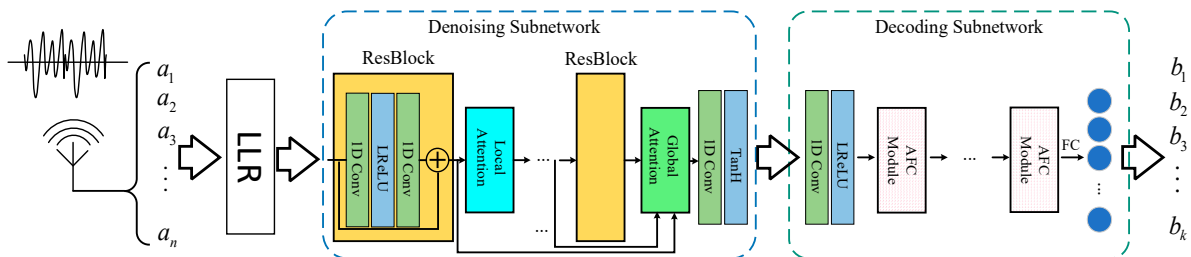 Denoising Subnetwork
Decoding Subnetwork
a1
a2
a3
⋮
an
LLR
ResBlock
1D Conv
LReLU
1D Conv
Local
Attention
...
...
ResBlock
Global
Attention
1D Conv
TanH
1D Conv
LReLU
AFC
Module
...
AFC
Module
FC
...
b1
b2
b3
⋮
bk